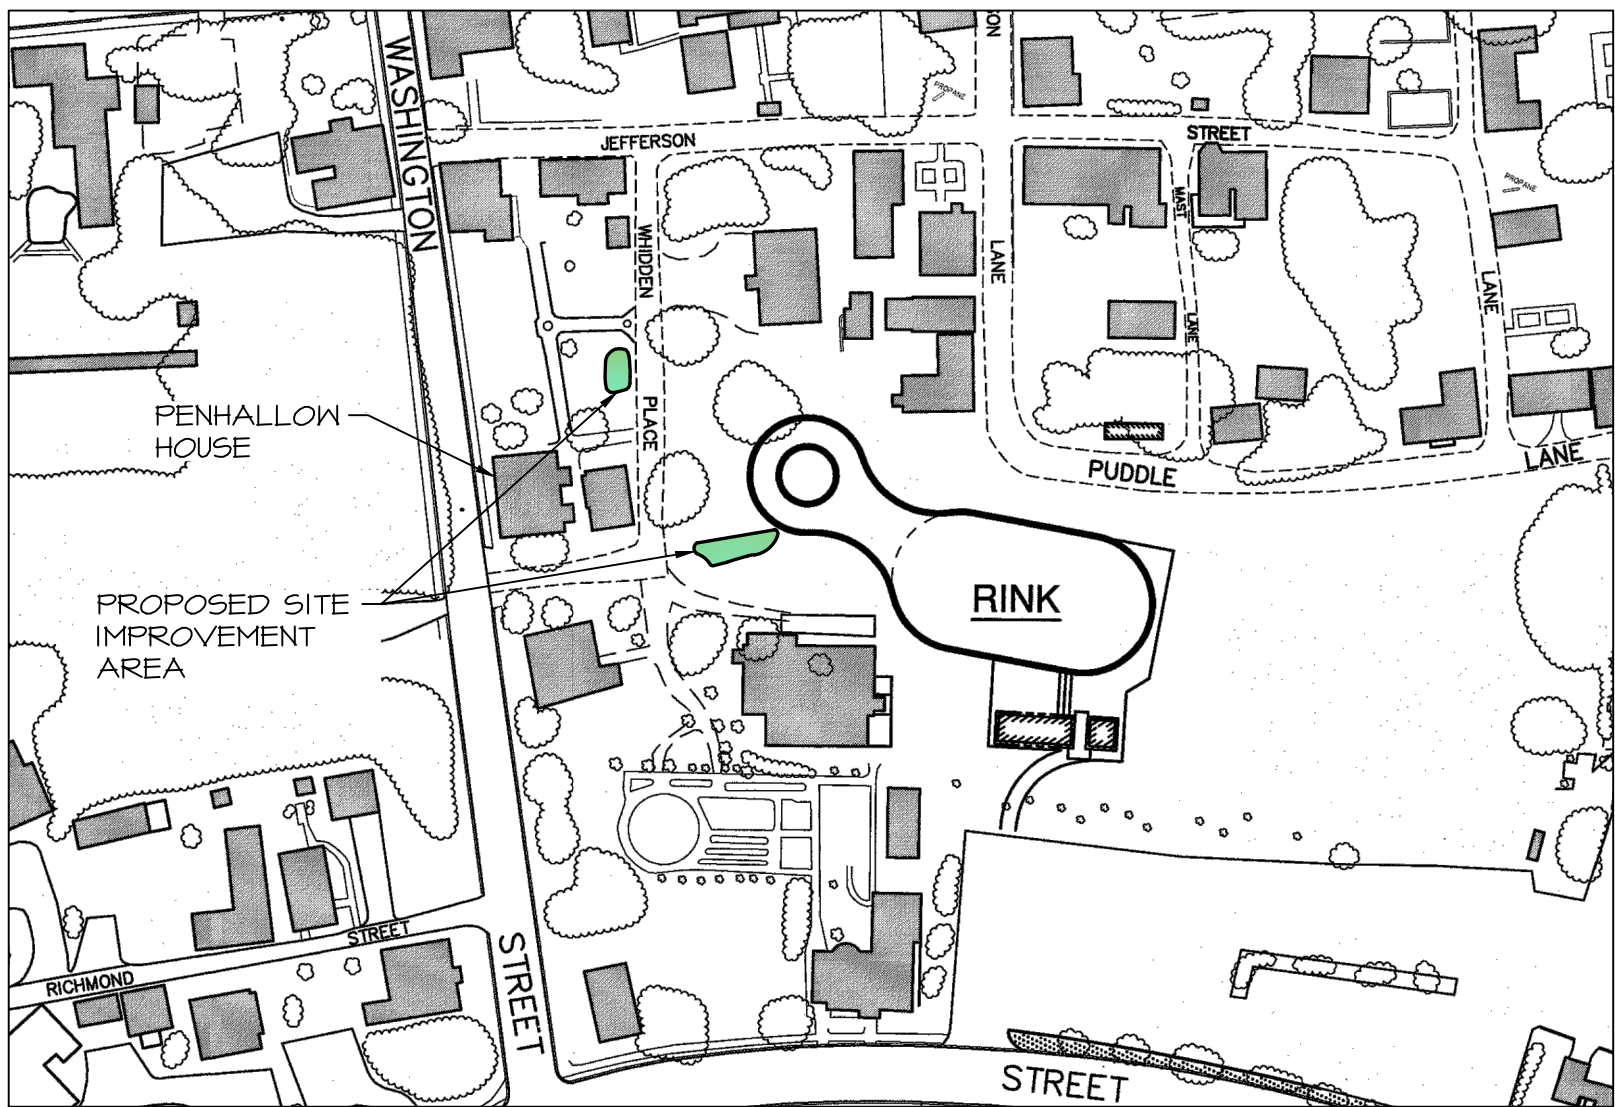 WASHINGTON
ON
PROPANE
JEFFERSON
STREET
PROPANE
MAST
WHIDDEN
LANE
LANE
LANE
PENHALLOW
HOUSE
PLACE
PUDDLE
LANE
RINK
PROPOSED SITE
IMPROVEMENT
AREA
STREET
RICHMOND
STREET
STREET